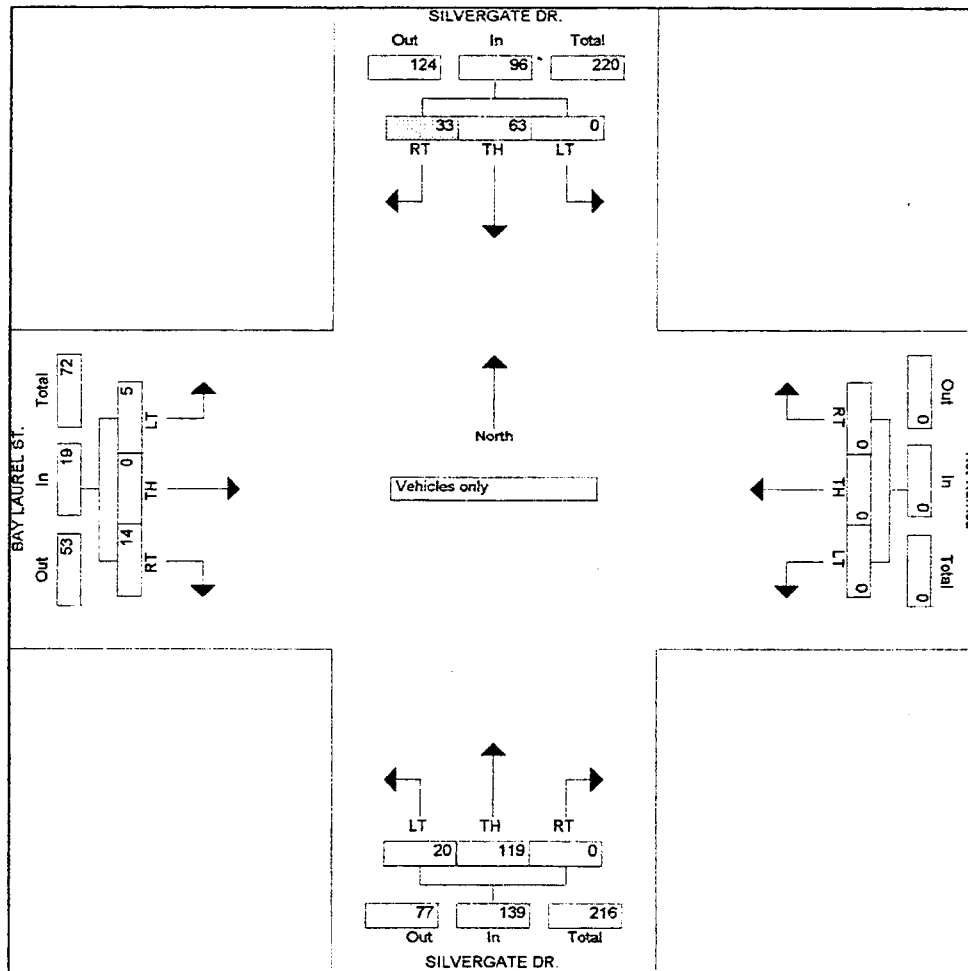 SILVERGATE DR.
Out In Total
124 96 220
33 63 0
RT TH LT
BAY LAUREL ST.
Total In Out
72 19 53
5 0 14
LT TH RT
North
Vehicles only
RT TH LT
0 0 0
Out In Total
0 0 0
LT TH RT
20 119 0
77 139 216
Out In Total
SILVERGATE DR.